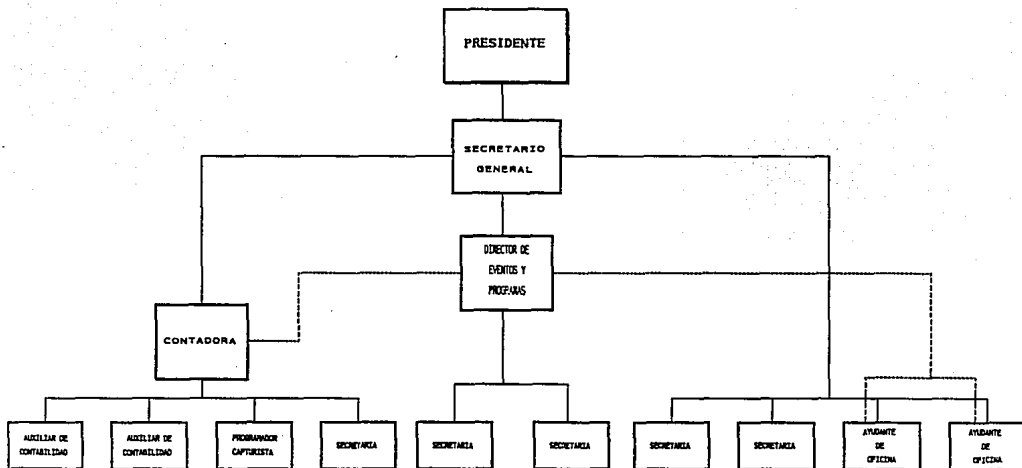 PRESIDENTE
SECRETARIO
GENERAL
DIRECTOR DE
EVENTOS Y
PROGRAMAS
CONTADORA
AUXILIAR DE
CONTABILIDAD
AUXILIAR DE
CONTABILIDAD
PROGRAMADOR
CAPTURISTA
SECRETARIA
SECRETARIA
SECRETARIA
SECRETARIA
SECRETARIA
AYUDANTE
DE
OFICINA
AYUDANTE
DE
OFICINA